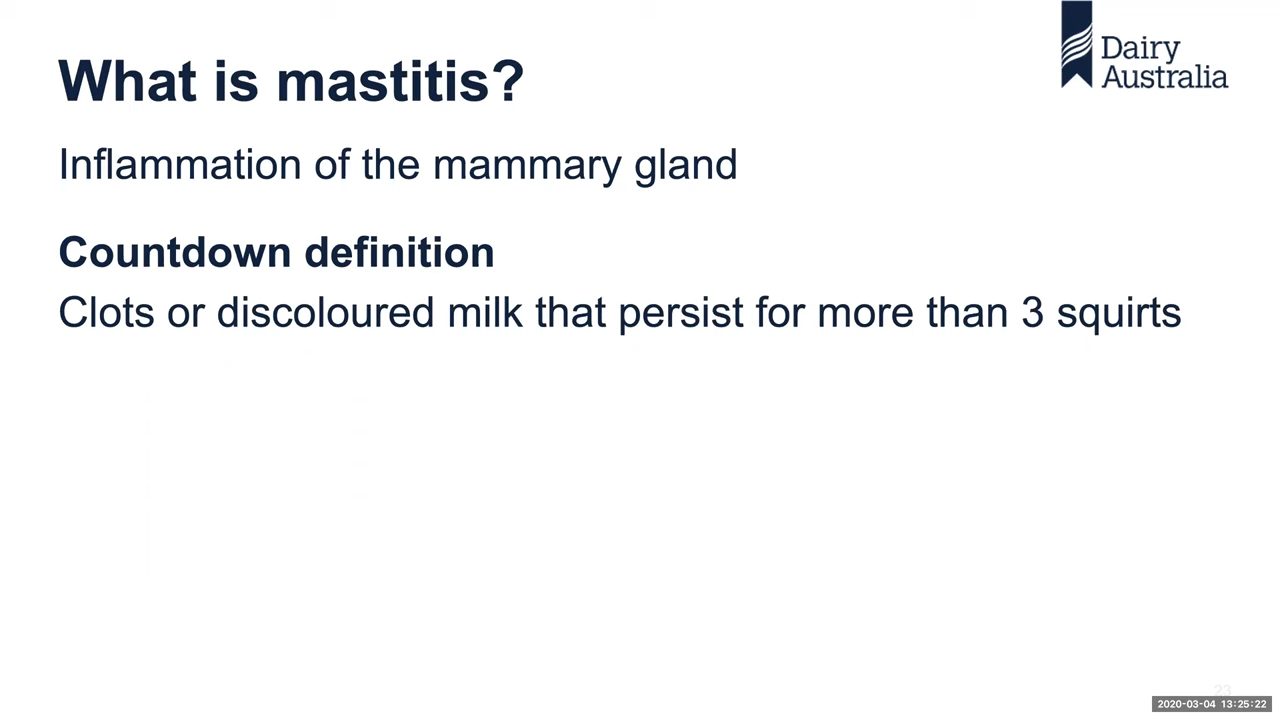 What is mastitis?
Dairy
Australia
Inflammation of the mammary gland
Countdown definition
Clots or discoloured milk that persist for more than 3 squirts
23
2020-03-04 13:25:22